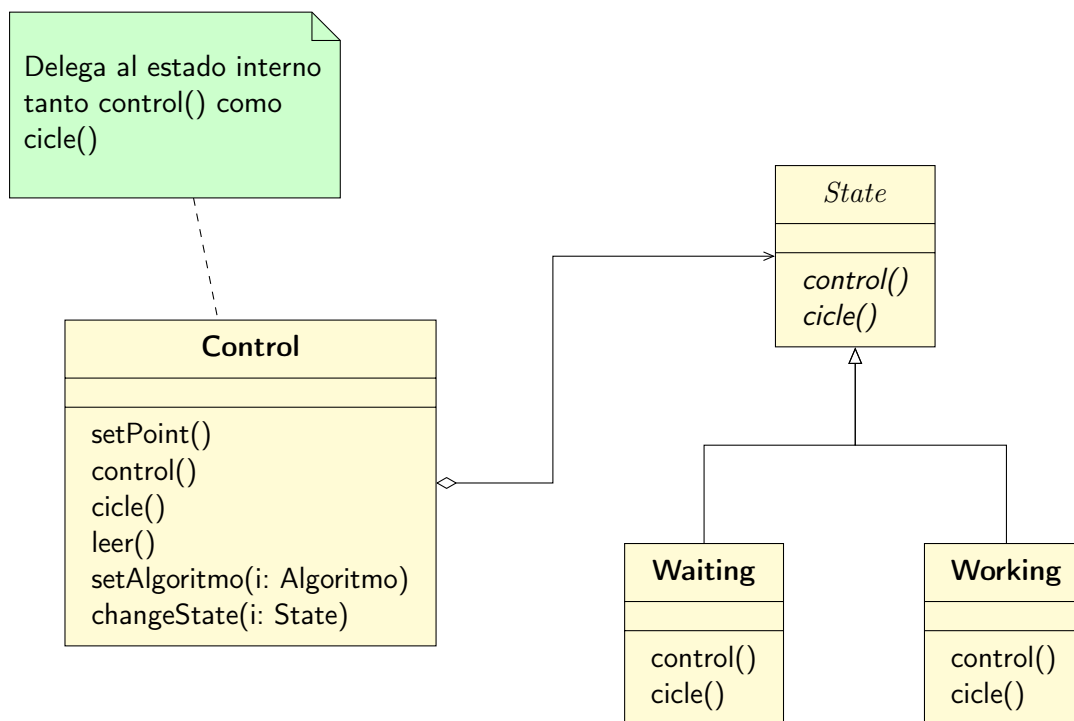 Delega al estado interno
tanto control() como
cicle()
State
control()
cicle()
Control
setPoint()
control()
cicle()
leer()
setAlgoritmo(i: Algoritmo)
changeState(i: State)
Waiting
control()
cicle()
Working
control()
cicle()